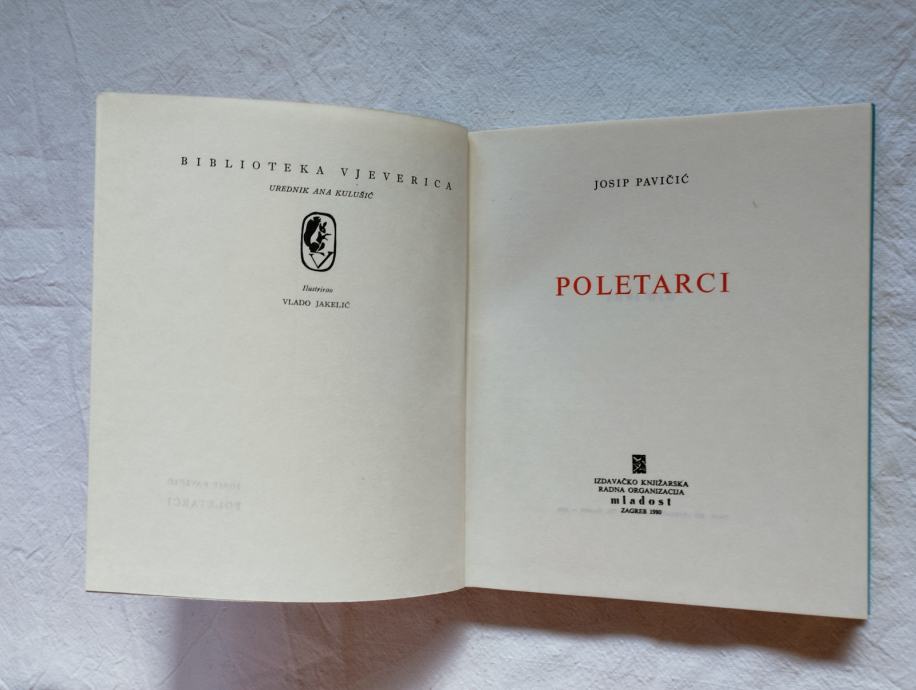 BIBLIOTEKA VJEVERICA
UREDNIK ANA KULUŠIĆ
Ilustrirao
VLADO JAKELIĆ
JOSIP PAVIČIĆ
POLETARCI
IZDAVAČKO KNJIŽARSKA
RADNA ORGANIZACIJA
mladost
ZAGREB 1980